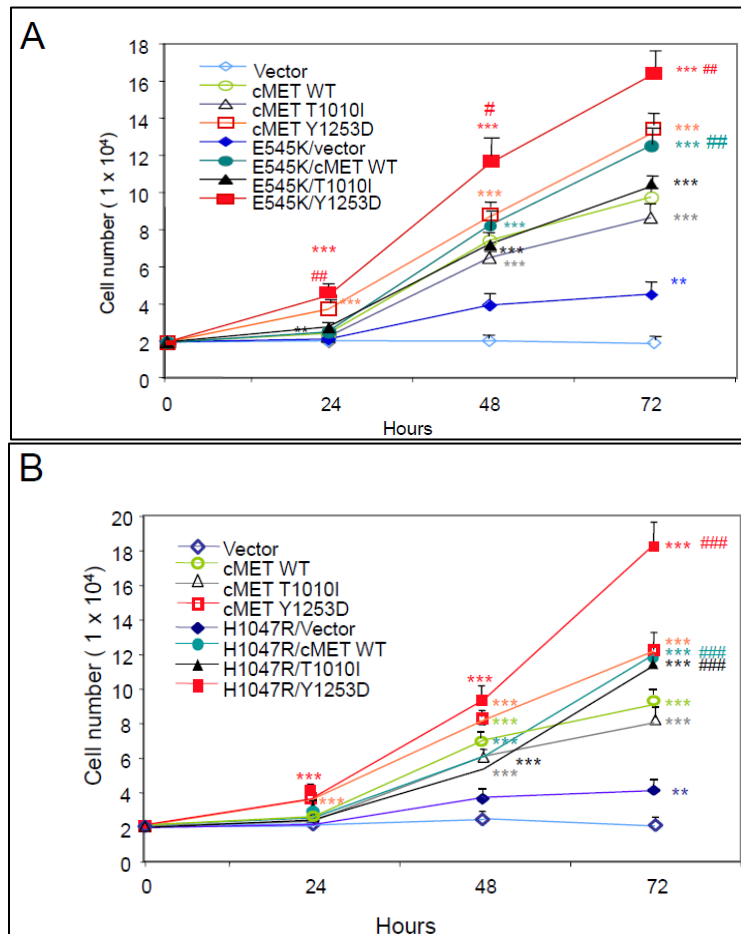 A
Cell number ( 1 x 10⁴)
18
16
14
12
10
8
6
4
2
0
Vector
cMET WT
cMET T1010I
cMET Y1253D
E545K/vector
E545K/cMET WT
E545K/T1010I
E545K/Y1253D
*** ##
#
***
***
*** ##
***
***
***
***
***
***
***
##
***
**
**
0
24
48
72
Hours
B
Cell number ( 1 x 10⁴)
20
18
16
14
12
10
8
6
4
2
0
Vector
cMET WT
cMET T1010I
cMET Y1253D
H1047R/Vector
H1047R/cMET WT
H1047R/T1010I
H1047R/Y1253D
*** ###
***
*** ###
*** ###
***
***
***
***
***
***
***
***
***
***
**
0
24
48
72
Hours